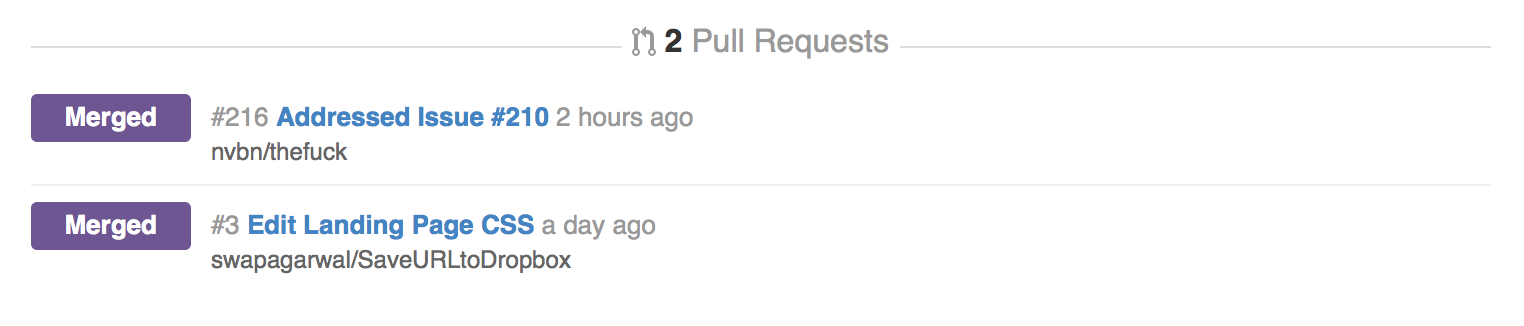 2 Pull Requests
Merged #216 Addressed Issue #210 2 hours ago
nvbn/thefuck
Merged #3 Edit Landing Page CSS a day ago
swapagarwal/SaveURLtoDropbox